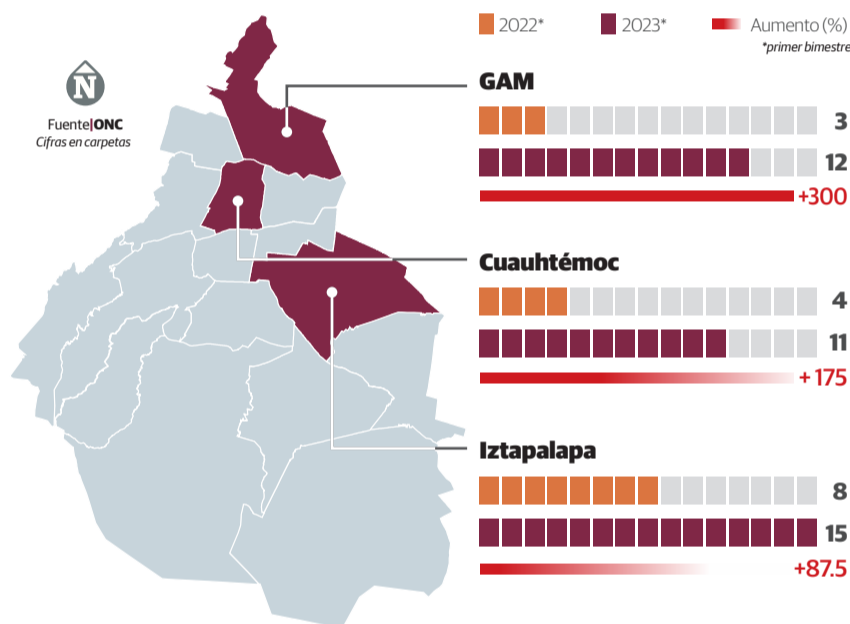 2022*
2023*
Aumento (%)
*primer bimestre
N
Fuente|ONC
Cifras en carpetas
GAM
3
12
+300
Cuauhtémoc
4
11
+ 175
Iztapalapa
8
15
+87.5